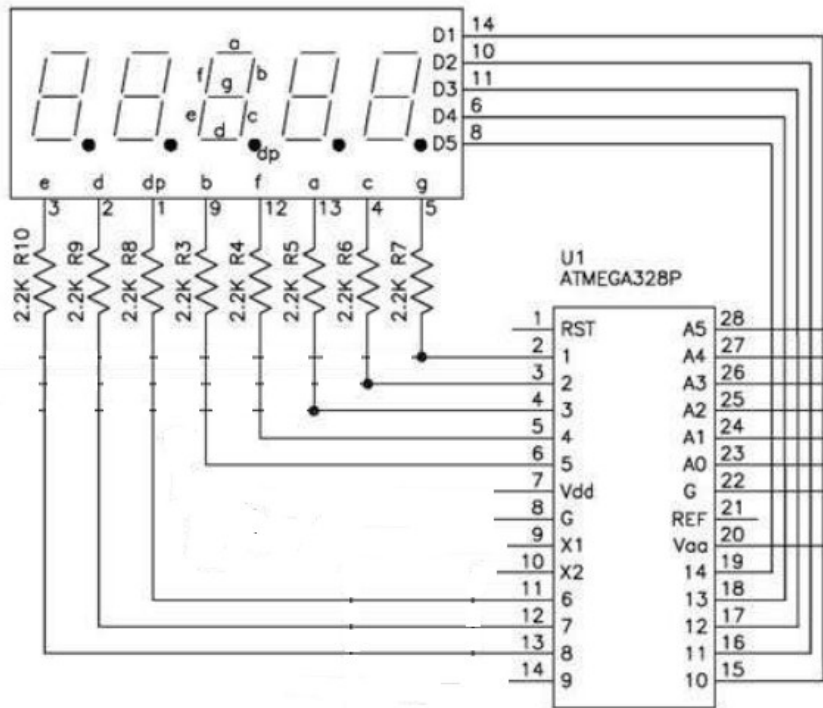 D1 14
D2 10
D3 11
D4 6
D5 8
a
f
g
b
e
c
d
dp
e d dp b f a c g
3 2 1 9 12 13 4 5
2.2K R10
2.2K R9
2.2K R8
2.2K R3
2.2K R4
2.2K R5
2.2K R6
2.2K R7
U1
ATMEGA328P
1 RST A5 28
2 1 A4 27
3 2 A3 26
4 3 A2 25
5 4 A1 24
6 5 A0 23
7 Vdd G 22
8 G REF 21
9 X1 Vaa 20
10 X2 14 19
11 6 13 18
12 7 12 17
13 8 11 16
14 9 10 15